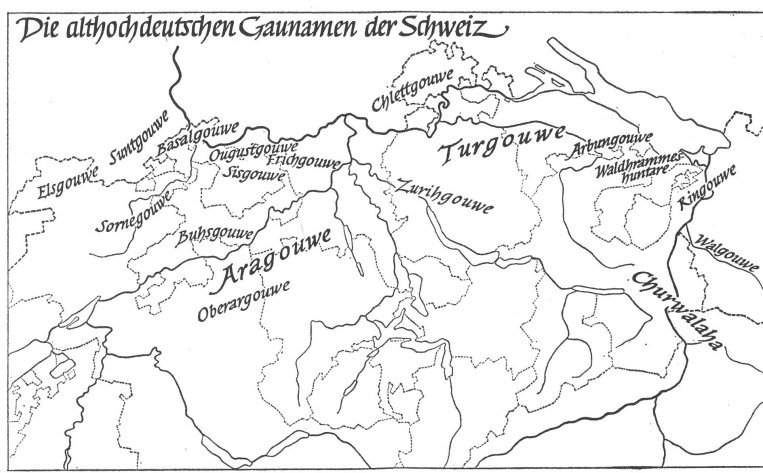 Die althochdeutschen Gaunamen der Schweiz
Chlettgouwe
Suntgouwe
Basalgouwe
Ougustgouwe
Frichgouwe
Sisgouwe
Elsgouwe
Sornegouwe
Buhsgouwe
Aragouwe
Oberargouwe
Turgouwe
Zurihgouwe
Arbungouwe
Waldhrammes-
huntare
Ringouwe
Walgouwe
Churwalaha